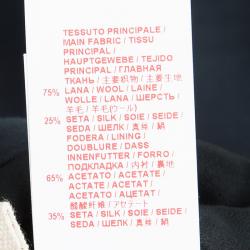 TESSUTO PRINCIPALE /
MAIN FABRIC / TISSU
PRINCIPAL /
HAUPTGEWEBE / TEJIDO
PRINCIPAL / ГЛАВНАЯ
ТКАНЬ / 主要织物 / 主要生地
75% LANA / WOOL / LAINE /
WOLLE / LANA / ШЕРСТЬ /
羊毛 / 羊毛(ウール)
25% SETA / SILK / SOIE / SEIDE /
SEDA / ШЕЛК / 真丝 / 絹
FODERA / LINING /
DOUBLURE / DASS
INNENFUTTER / FORRO /
ПОДКЛАДКА / 内衬 / 裏地
65% ACETATO / ACETATE /
ACTATE / ACETAT /
ACETATO / АЦЕТАТ /
醋酸纤维 / アセテート
35% SETA / SILK / SOIE / SEIDE /
SEDA / ШЕЛК / 真丝 / 絹